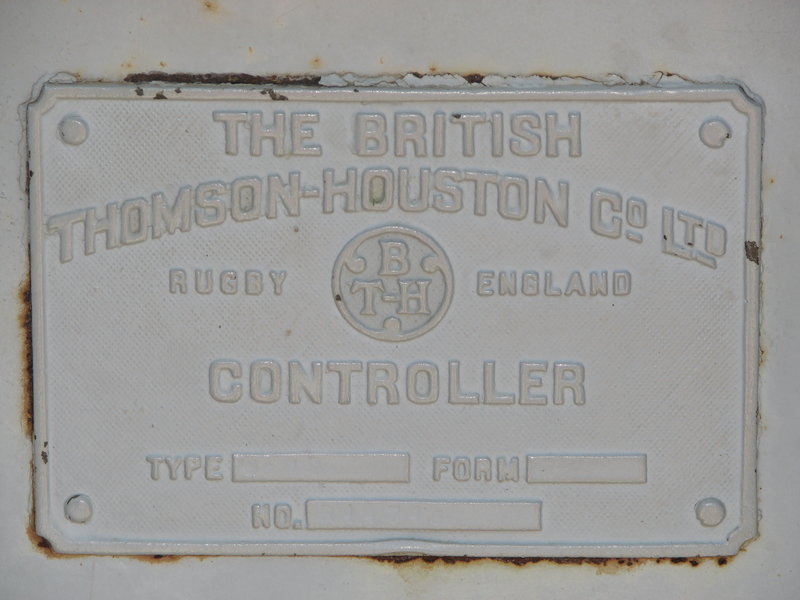 THE BRITISH
THOMSON-HOUSTON CO LTD
RUGBY B T-H ENGLAND
CONTROLLER
TYPE FORM
NO.